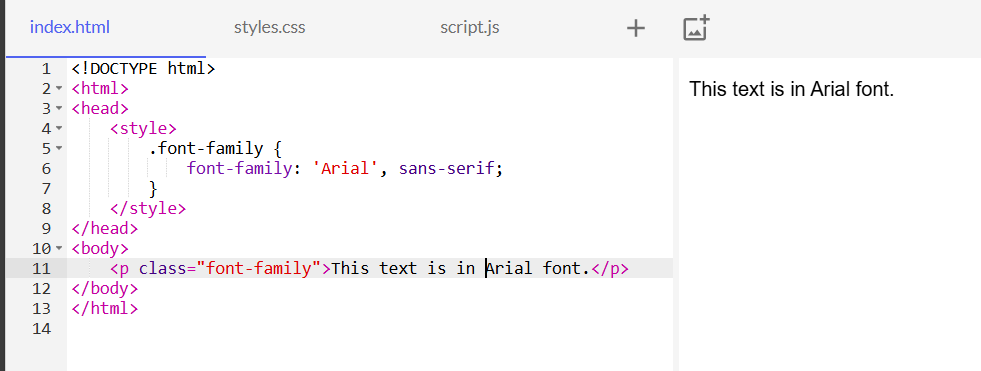 index.html styles.css script.js +
1 <!DOCTYPE html>
2 <html>
3 <head>
4     <style>
5         .font-family {
6             font-family: 'Arial', sans-serif;
7         }
8     </style>
9 </head>
10 <body>
11     <p class="font-family">This text is in Arial font.</p>
12 </body>
13 </html>
14
This text is in Arial font.